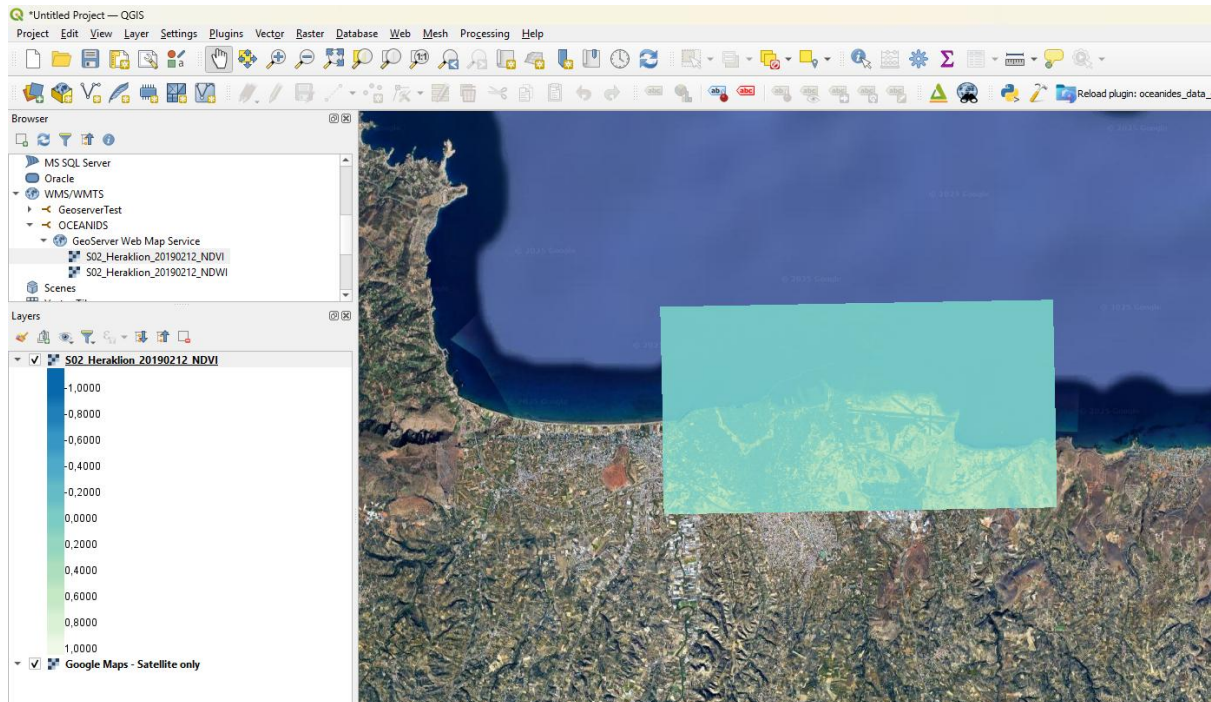 *Untitled Project — QGIS
Project Edit View Layer Settings Plugins Vector Raster Database Web Mesh Processing Help
Reload plugin: oceanides_data_
Browser
MS SQL Server
Oracle
WMS/WMTS
GeoserverTest
OCEANIDS
GeoServer Web Map Service
S02_Heraklion_20190212_NDVI
S02_Heraklion_20190212_NDWI
Scenes
Layers
S02_Heraklion_20190212_NDVI
-1,0000
-0,8000
-0,6000
-0,4000
-0,2000
0,0000
0,2000
0,4000
0,6000
0,8000
1,0000
Google Maps - Satellite only